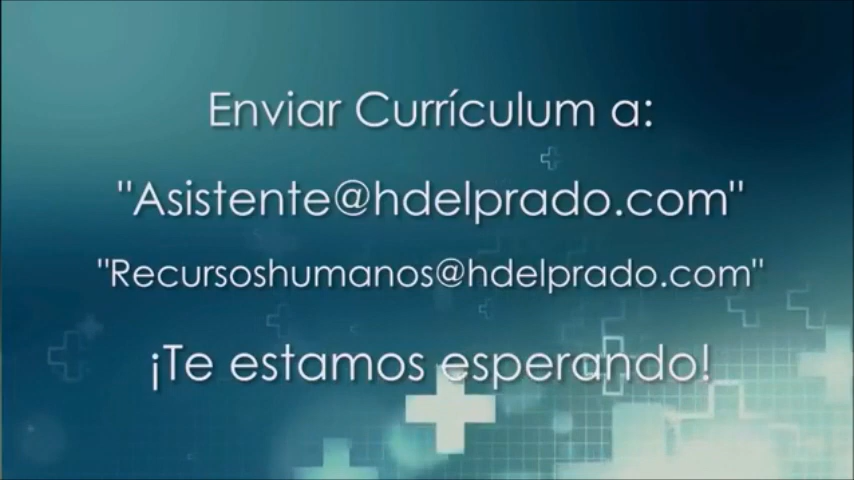 Enviar Currículum a:
"Asistente@hdelprado.com"
"Recursoshumanos@hdelprado.com"
¡Te estamos esperando!